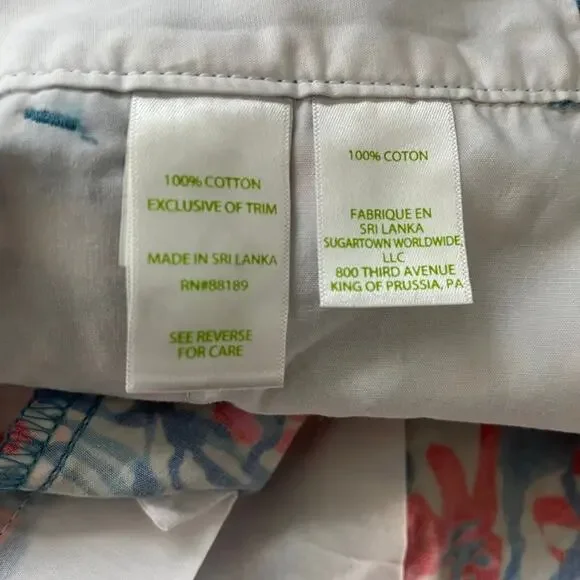 100% COTTON
EXCLUSIVE OF TRIM
MADE IN SRI LANKA
RN#88189
SEE REVERSE
FOR CARE
100% COTON
FABRIQUE EN
SRI LANKA
SUGARTOWN WORLDWIDE,
LLC
800 THIRD AVENUE
KING OF PRUSSIA, PA